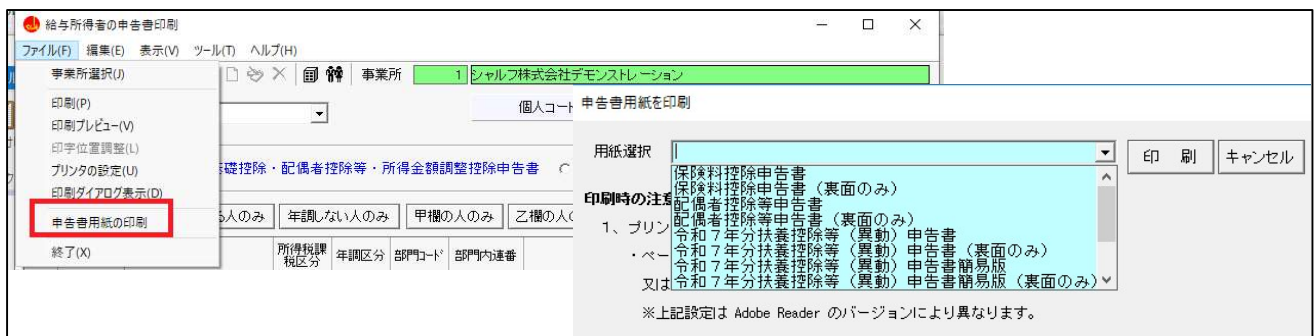 給与所得者の申告書印刷
ファイル(F) 編集(E) 表示(V) ツール(T) ヘルプ(H)
事業所選択(J)
事業所 1 シャルフ株式会社デモンストレーション
印刷(P)
個人コード
印刷プレビュー(V)
印字位置調整(L)
プリンタの設定(U)
礎控除・配偶者控除等・所得金額調整控除申告書
印刷ダイアログ表示(D)
人のみ 年調しない人のみ 甲欄の人のみ 乙欄の人の
申告書用紙の印刷
所得税課税区分 年調区分 部門コード 部門内連番
終了(X)
申告書用紙を印刷
用紙選択
印 刷 キャンセル
保険料控除申告書
保険料控除申告書（裏面のみ）
配偶者控除等申告書
配偶者控除等申告書（裏面のみ）
令和７年分扶養控除等（異動）申告書
令和７年分扶養控除等（異動）申告書（裏面のみ）
令和７年分扶養控除等（異動）申告書簡易版
令和７年分扶養控除等（異動）申告書簡易版（裏面のみ）
印刷時の注意
１、プリン
・ペー
又は
※上記設定は Adobe Reader のバージョンにより異なります。